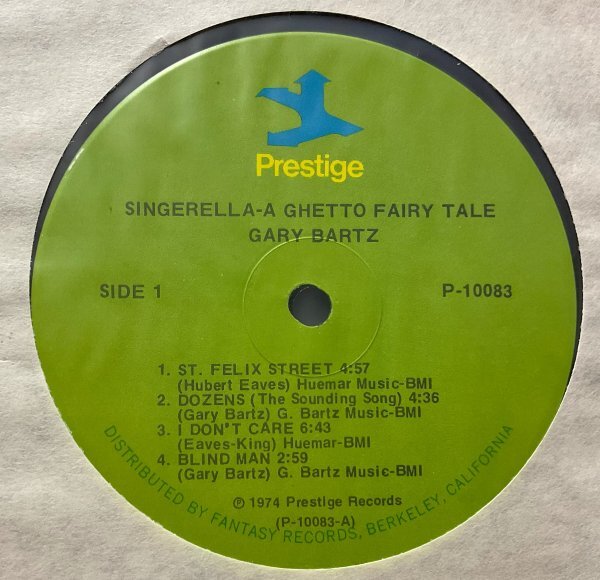 Prestige
SINGERELLA-A GHETTO FAIRY TALE
GARY BARTZ
SIDE 1
P-10083
1. ST. FELIX STREET 4:57
(Hubert Eaves) Huemar Music-BMI
2. DOZENS (The Sounding Song) 4:36
(Gary Bartz) G. Bartz Music-BMI
3. I DON'T CARE 6:43
(Eaves-King) Huemar-BMI
4. BLIND MAN 2:59
(Gary Bartz) G. Bartz Music-BMI
℗ 1974 Prestige Records
(P-10083-A)
DISTRIBUTED BY FANTASY RECORDS, BERKELEY, CALIFORNIA